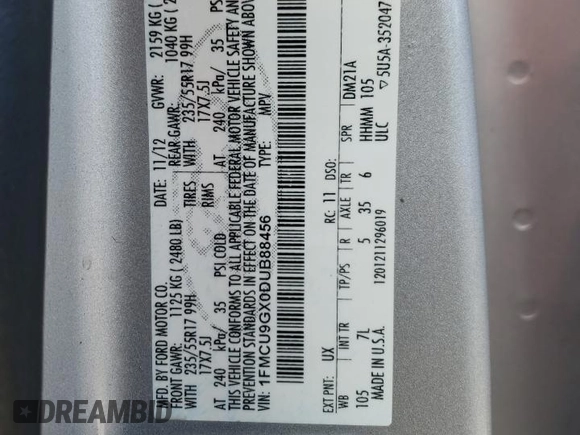 MFD. BY FORD MOTOR CO.
DATE: 11/12 GVWR: 2159 KG (
FRONT GAWR: 1125 KG ( 2480 LB) REAR GAWR: 1040 KG (
WITH 235/55R17 99H TIRES WITH 235/55R17 99H
17X7.5J RIMS 17X7.5J
AT 240 kPa/ 35 PSI COLD AT 240 kPa/ 35 PS
THIS VEHICLE CONFORMS TO ALL APPLICABLE FEDERAL MOTOR VEHICLE SAFETY AN
PREVENTION STANDARDS IN EFFECT ON THE DATE OF MANUFACTURE SHOWN ABOV
VIN: 1FMCU9GX0DUB88456 TYPE: MPV
EXT PNT: UX RC: 11 DSO:
WB INT TR TP/PS R AXLE TR SPR DM21A
105 7L 5 35 6 HHMM 105
MADE IN U.S.A. 1201211296019 ULC ▽5U5A-352047
DREAMBID